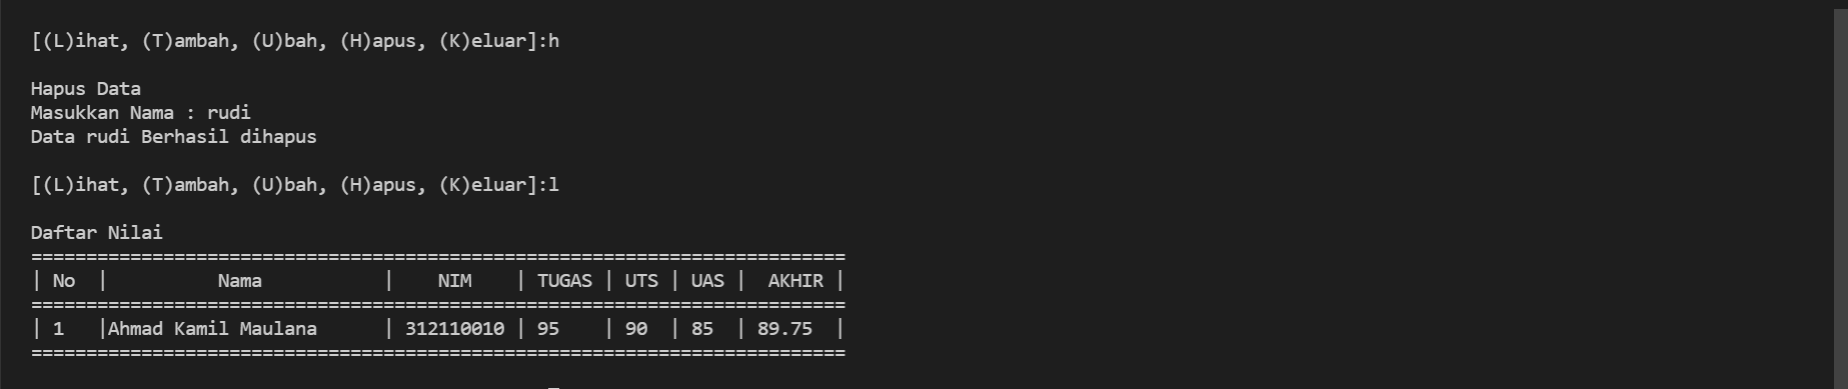 [(L)ihat, (T)ambah, (U)bah, (H)apus, (K)eluar]:h
Hapus Data
Masukkan Nama : rudi
Data rudi Berhasil dihapus
[(L)ihat, (T)ambah, (U)bah, (H)apus, (K)eluar]:l
Daftar Nilai
==========================================================================
| No  |          Nama           |    NIM    | TUGAS | UTS | UAS |  AKHIR |
==========================================================================
| 1   |Ahmad Kamil Maulana      | 312110010 | 95    | 90  | 85  | 89.75  |
==========================================================================